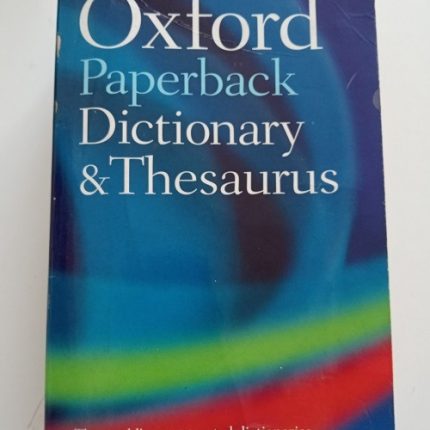 Oxford
Paperback
Dictionary
& Thesaurus